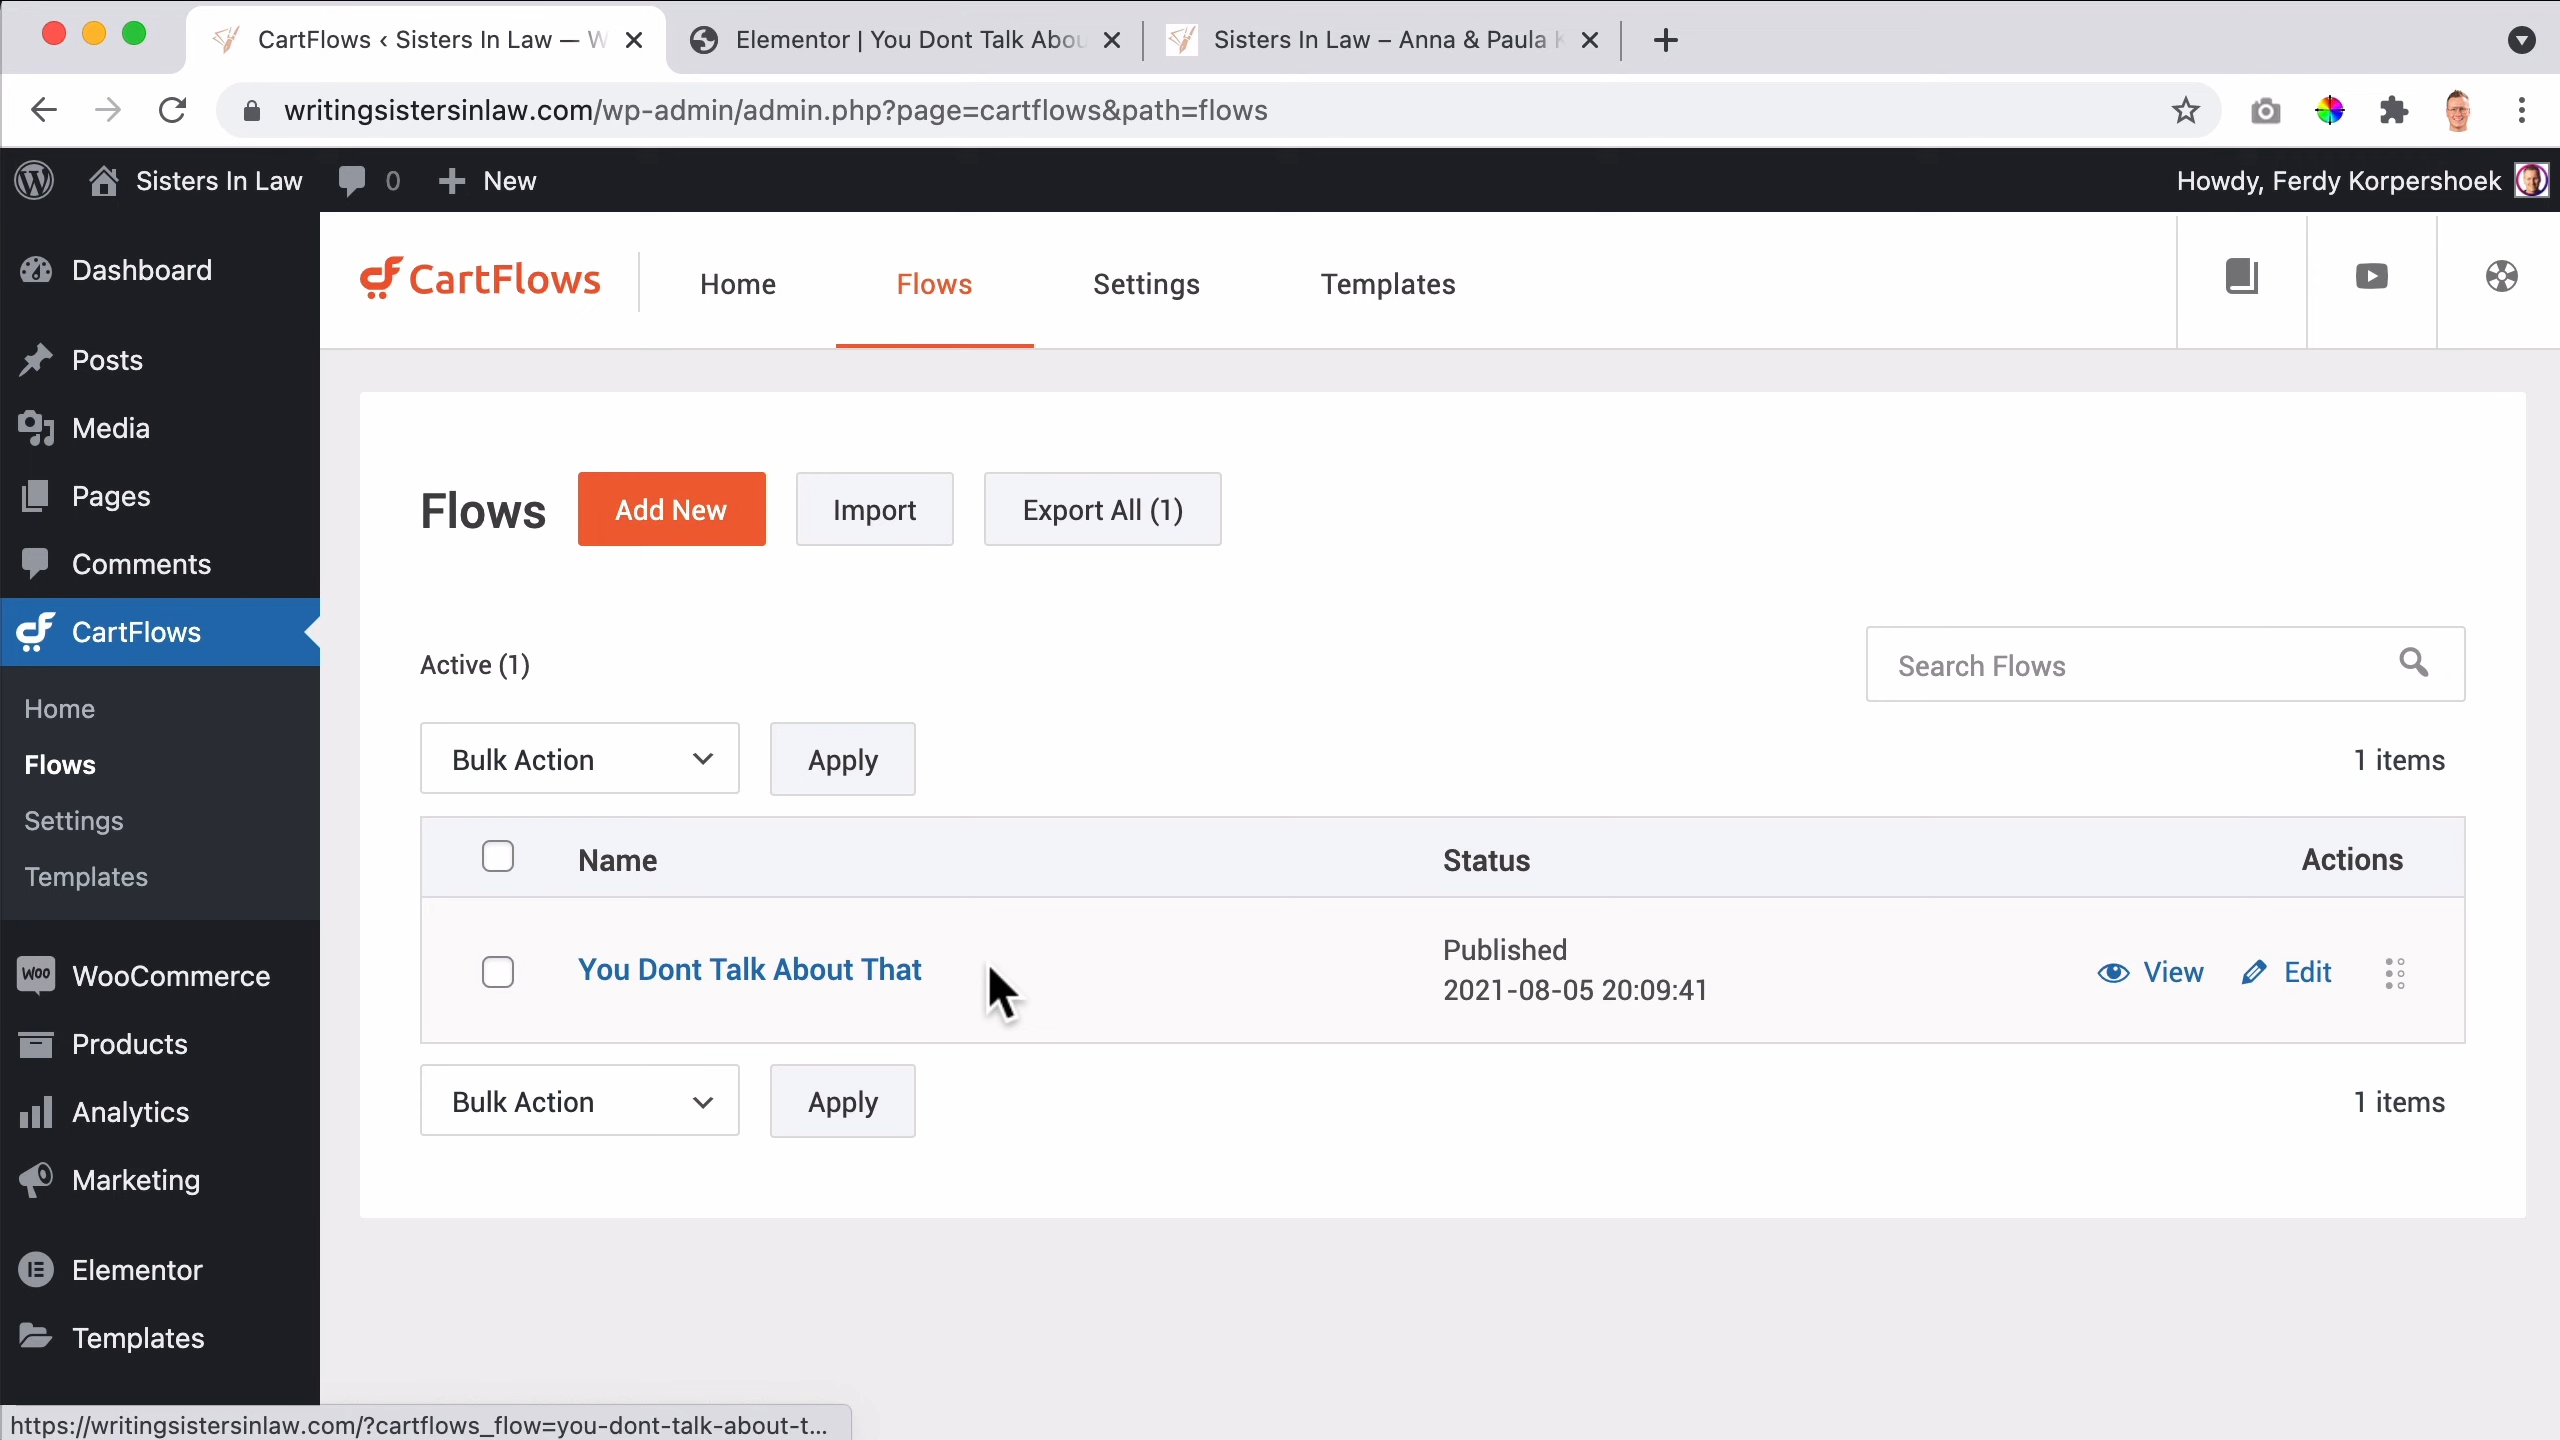 CartFlows ‹ Sisters In Law — W
Elementor | You Dont Talk Abou
Sisters In Law – Anna & Paula K
writingsistersinlaw.com/wp-admin/admin.php?page=cartflows&path=flows
Sisters In Law
0
New
Howdy, Ferdy Korpershoek
Dashboard
Posts
Media
Pages
Comments
CartFlows
Home
Flows
Settings
Templates
Woo
WooCommerce
Products
Analytics
Marketing
Elementor
Templates
CartFlows
Home
Flows
Settings
Templates
Flows
Add New
Import
Export All (1)
Active (1)
Search Flows
Bulk Action
Apply
1 items
Name
Status
Actions
You Dont Talk About That
Published
2021-08-05 20:09:41
View
Edit
Bulk Action
Apply
1 items
https://writingsistersinlaw.com/?cartflows_flow=you-dont-talk-about-t...